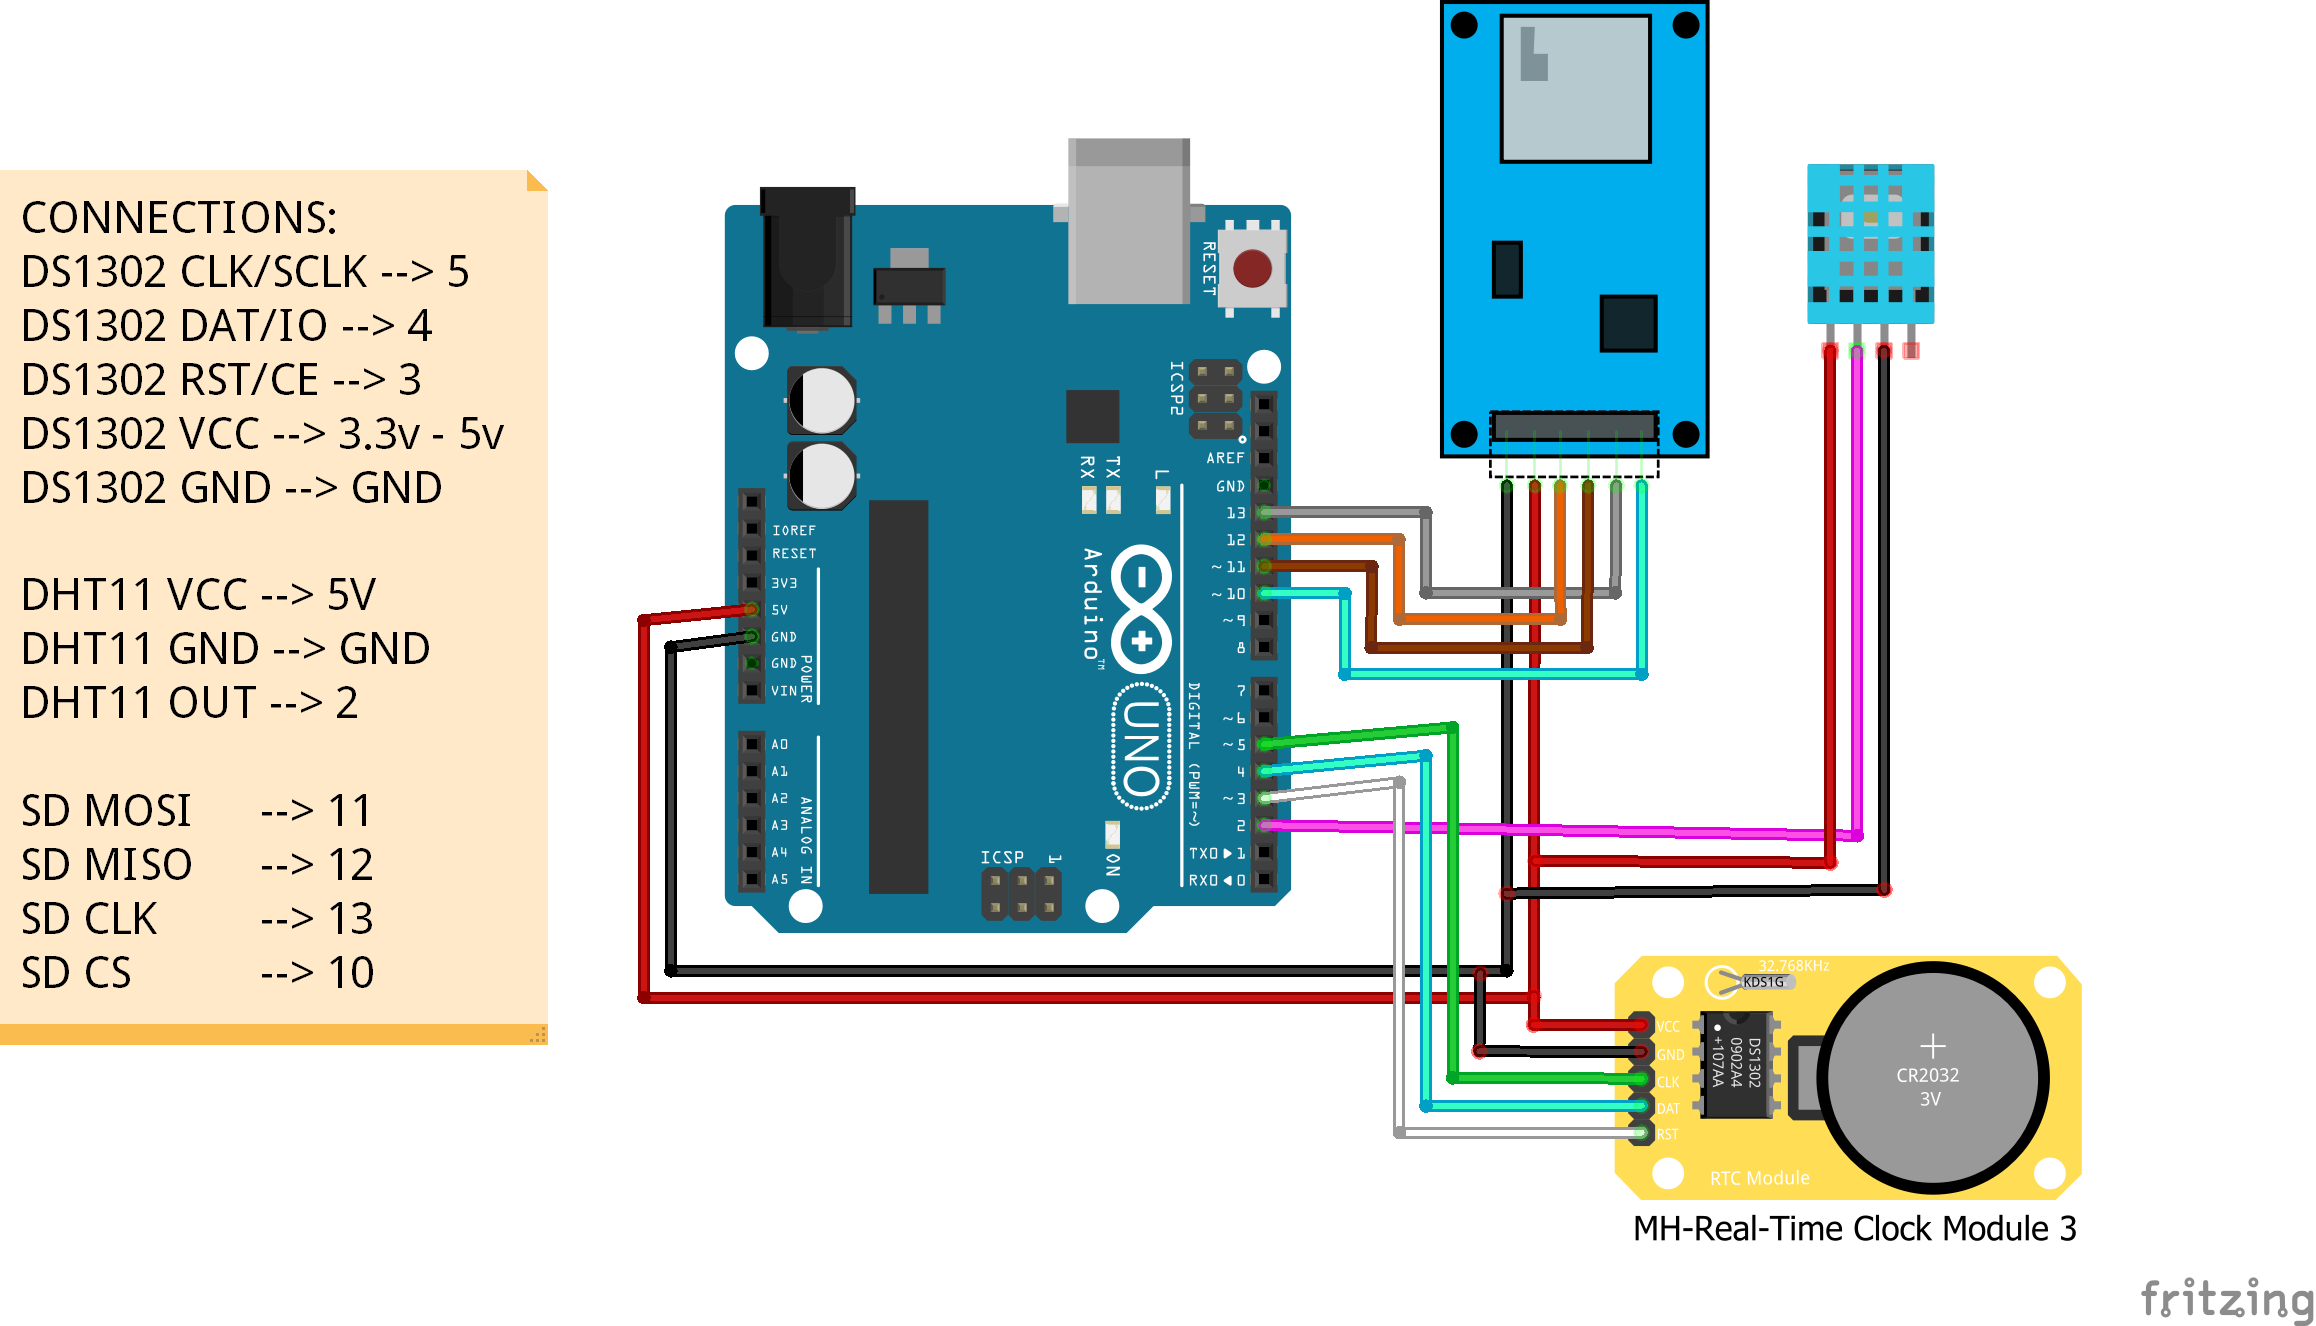 CONNECTIONS:
DS1302 CLK/SCLK --> 5
DS1302 DAT/IO --> 4
DS1302 RST/CE --> 3
DS1302 VCC --> 3.3v - 5v
DS1302 GND --> GND
DHT11 VCC --> 5V
DHT11 GND --> GND
DHT11 OUT --> 2
SD MOSI --> 11
SD MISO --> 12
SD CLK --> 13
SD CS --> 10
RESET
ICSP2
AREF
GND
13
12
~11
~10
~9
8
7
~6
~5
4
~3
2
TX0▶1
RX0◀0
RX
TX
L
IOREF
RESET
3V3
5V
GND
GND
VIN
POWER
A0
A1
A2
A3
A4
A5
ANALOG IN
Arduino™
UNO
DIGITAL (PWM=~)
ICSP
1
ON
32.768KHz
KDS1G
VCC
GND
CLK
DAT
RST
DS1302
0902A4
+107AA
CR2032
3V
RTC Module
MH-Real-Time Clock Module 3
fritzing